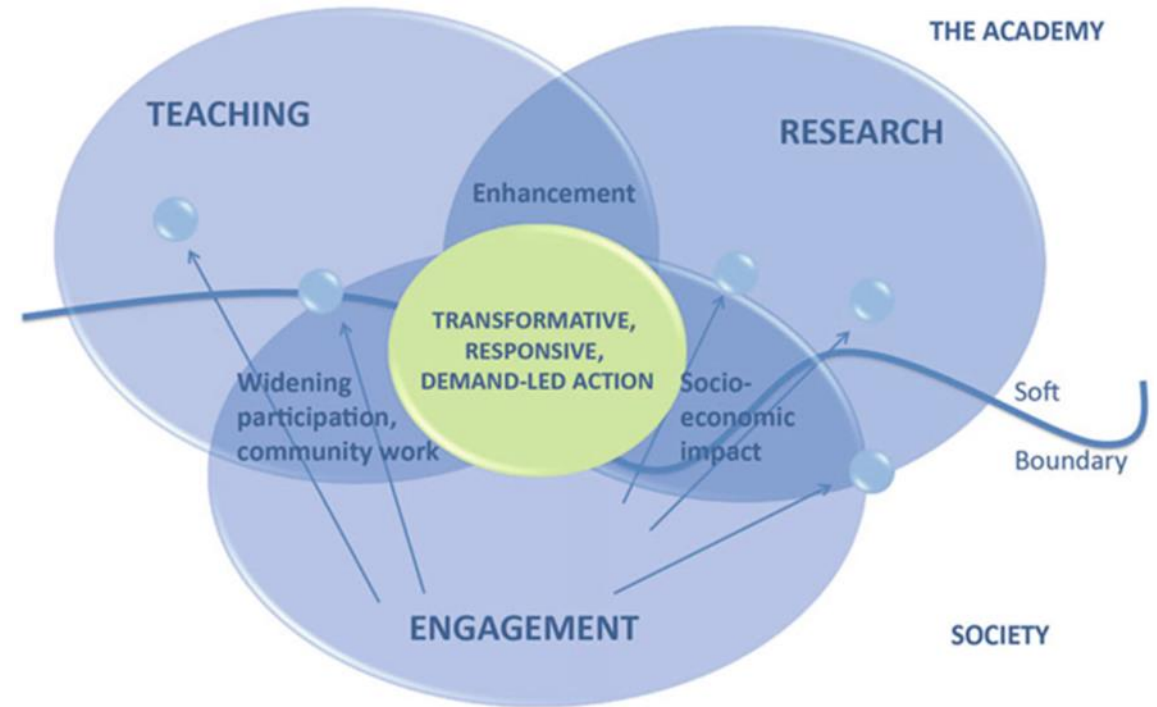 THE ACADEMY
TEACHING
RESEARCH
Enhancement
TRANSFORMATIVE,
RESPONSIVE,
DEMAND-LED ACTION
Widening
participation,
community work
Socio-
economic
impact
Soft
Boundary
ENGAGEMENT
SOCIETY